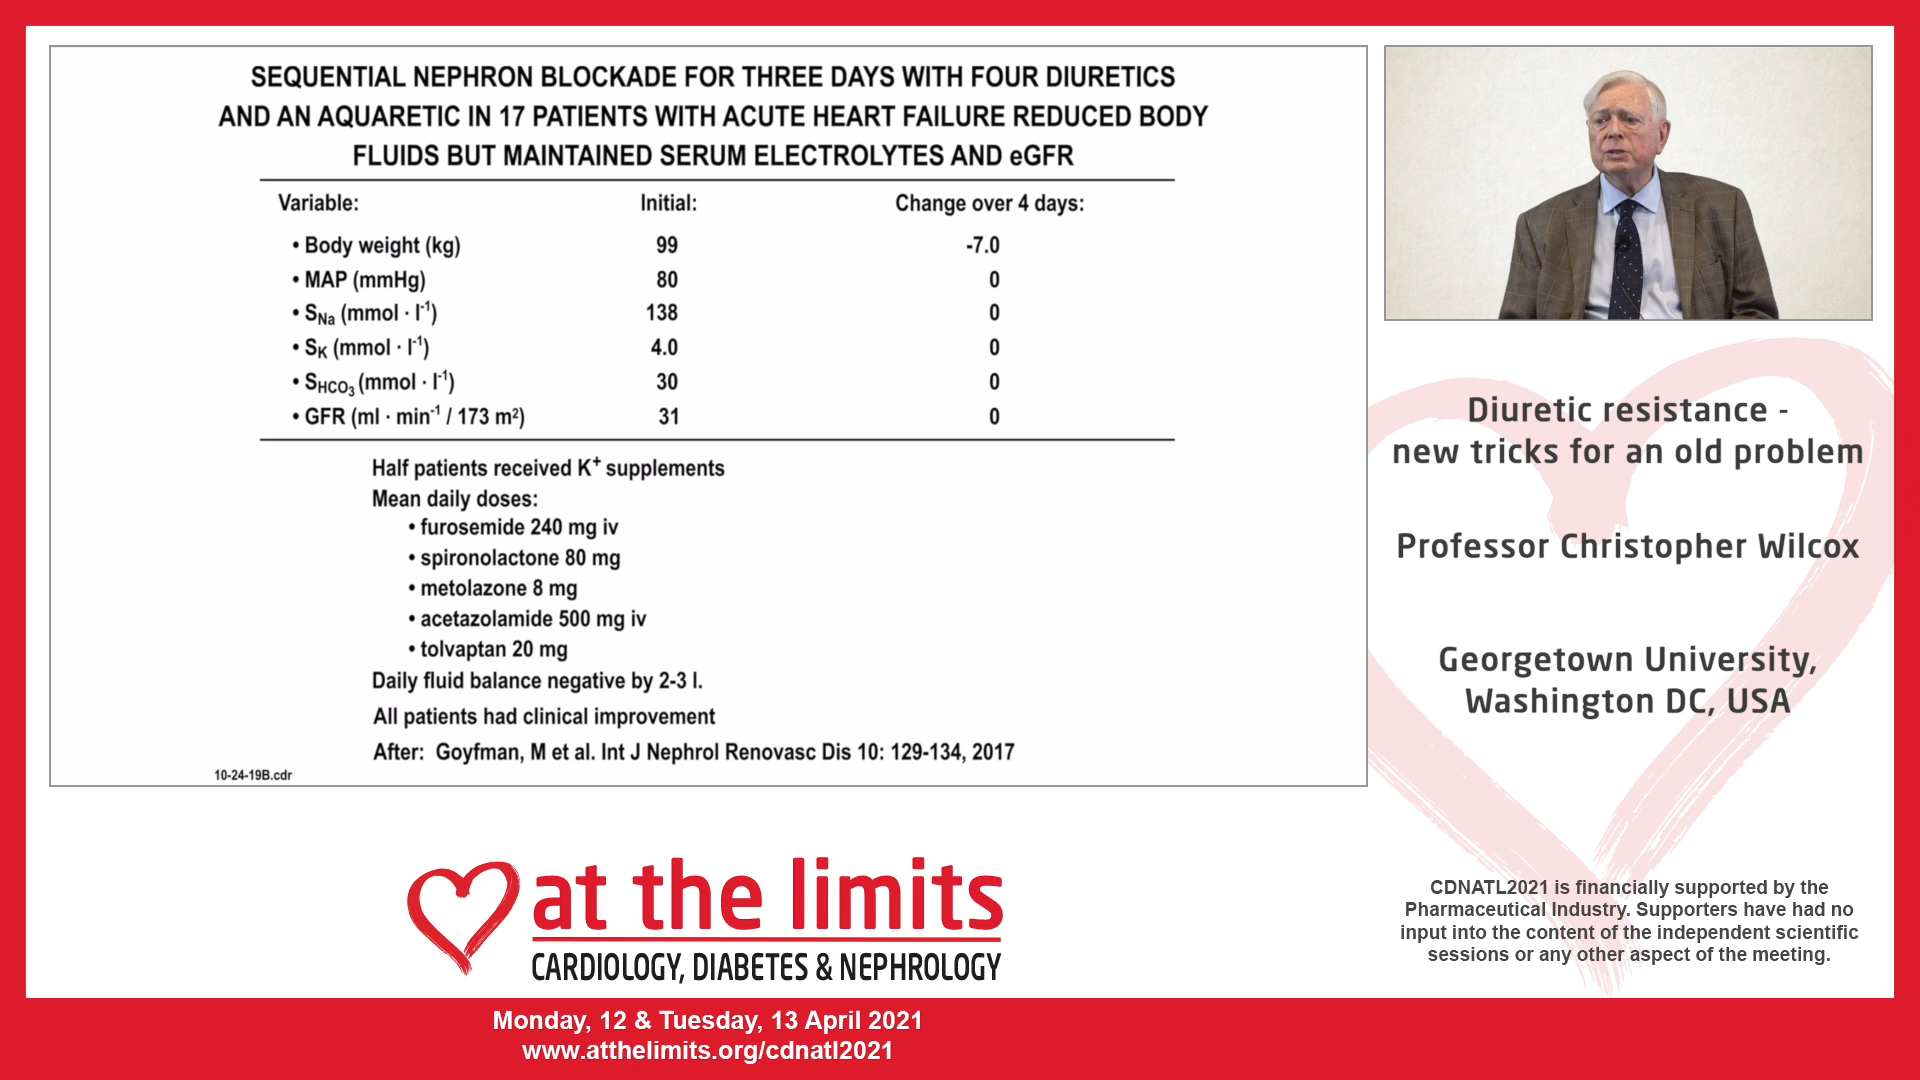 SEQUENTIAL NEPHRON BLOCKADE FOR THREE DAYS WITH FOUR DIURETICS
AND AN AQUARETIC IN 17 PATIENTS WITH ACUTE HEART FAILURE REDUCED BODY
FLUIDS BUT MAINTAINED SERUM ELECTROLYTES AND eGFR
Variable: Initial: Change over 4 days:
• Body weight (kg) 99 -7.0
• MAP (mmHg) 80 0
• SNa (mmol · l-1) 138 0
• SK (mmol · l-1) 4.0 0
• SHCO3 (mmol · l-1) 30 0
• GFR (ml · min-1 / 173 m2) 31 0
Half patients received K+ supplements
Mean daily doses:
• furosemide 240 mg iv
• spironolactone 80 mg
• metolazone 8 mg
• acetazolamide 500 mg iv
• tolvaptan 20 mg
Daily fluid balance negative by 2-3 l.
All patients had clinical improvement
After: Goyfman, M et al. Int J Nephrol Renovasc Dis 10: 129-134, 2017
10-24-19B.cdr
Diuretic resistance -
new tricks for an old problem
Professor Christopher Wilcox
Georgetown University,
Washington DC, USA
CDNATL2021 is financially supported by the
Pharmaceutical Industry. Supporters have had no
input into the content of the independent scientific
sessions or any other aspect of the meeting.
at the limits
CARDIOLOGY, DIABETES & NEPHROLOGY
Monday, 12 & Tuesday, 13 April 2021
www.atthelimits.org/cdnatl2021